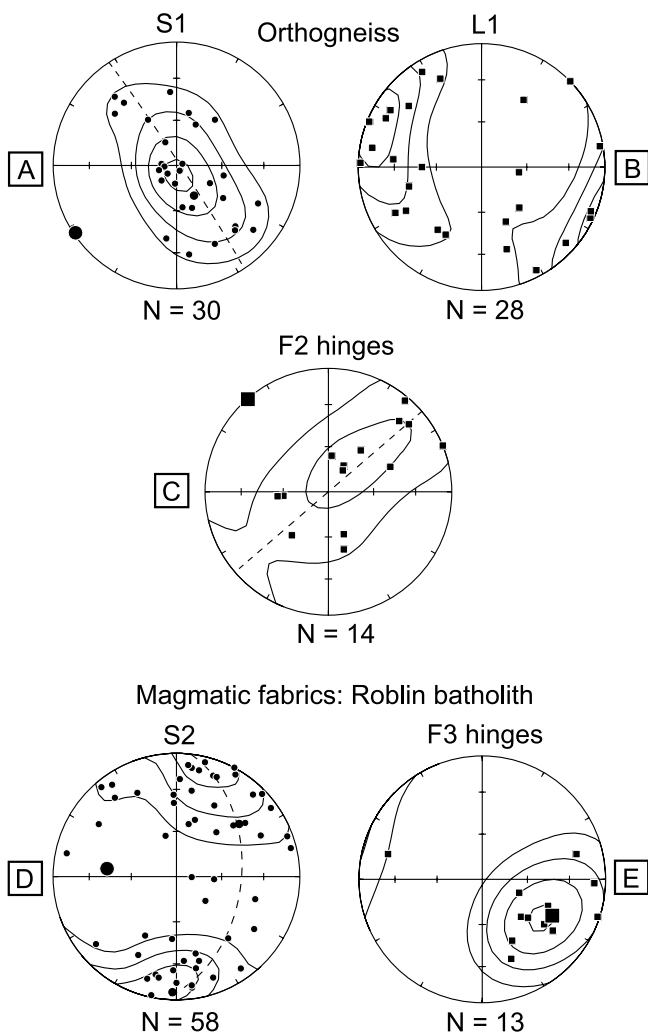 Orthogneiss
S1
L1
A
B
N = 30
N = 28
F2 hinges
C
N = 14
Magmatic fabrics: Roblin batholith
S2
F3 hinges
D
E
N = 58
N = 13